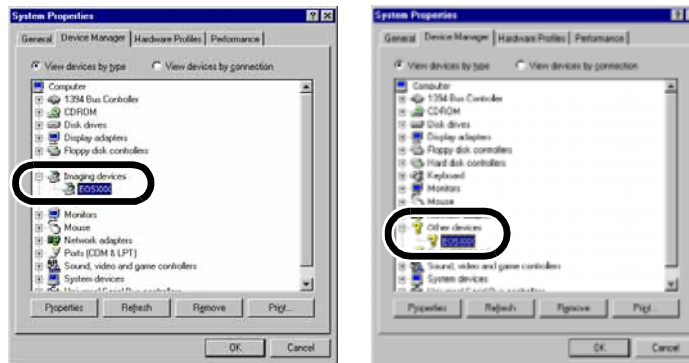 System Properties
General Device Manager Hardware Profiles Performance
View devices by type View devices by connection
Computer
1394 Bus Controller
CDROM
Disk drives
Display adapters
Floppy disk controllers
Imaging devices
EOSXXX
Monitors
Mouse
Network adapters
Ports (COM & LPT)
Sound, video and game controllers
System devices
Properties Refresh Remove Print...
OK Cancel
System Properties
General Device Manager Hardware Profiles Performance
View devices by type View devices by connection
Computer
1394 Bus Controller
CDROM
Disk drives
Display adapters
Floppy disk controllers
Hard disk controllers
Keyboard
Monitors
Mouse
Other devices
EOSXXX
Sound, video and game controllers
System devices
Properties Refresh Remove Print...
OK Cancel